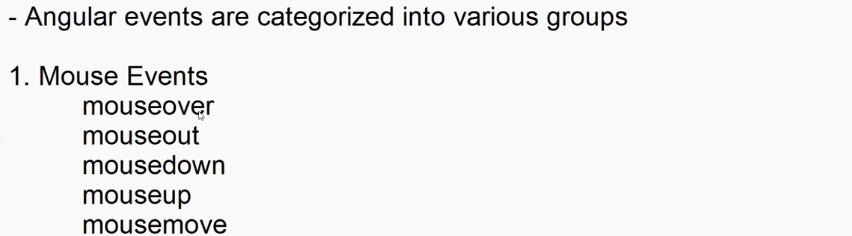 - Angular events are categorized into various groups
1. Mouse Events
mouseover
mouseout
mousedown
mouseup
mousemove